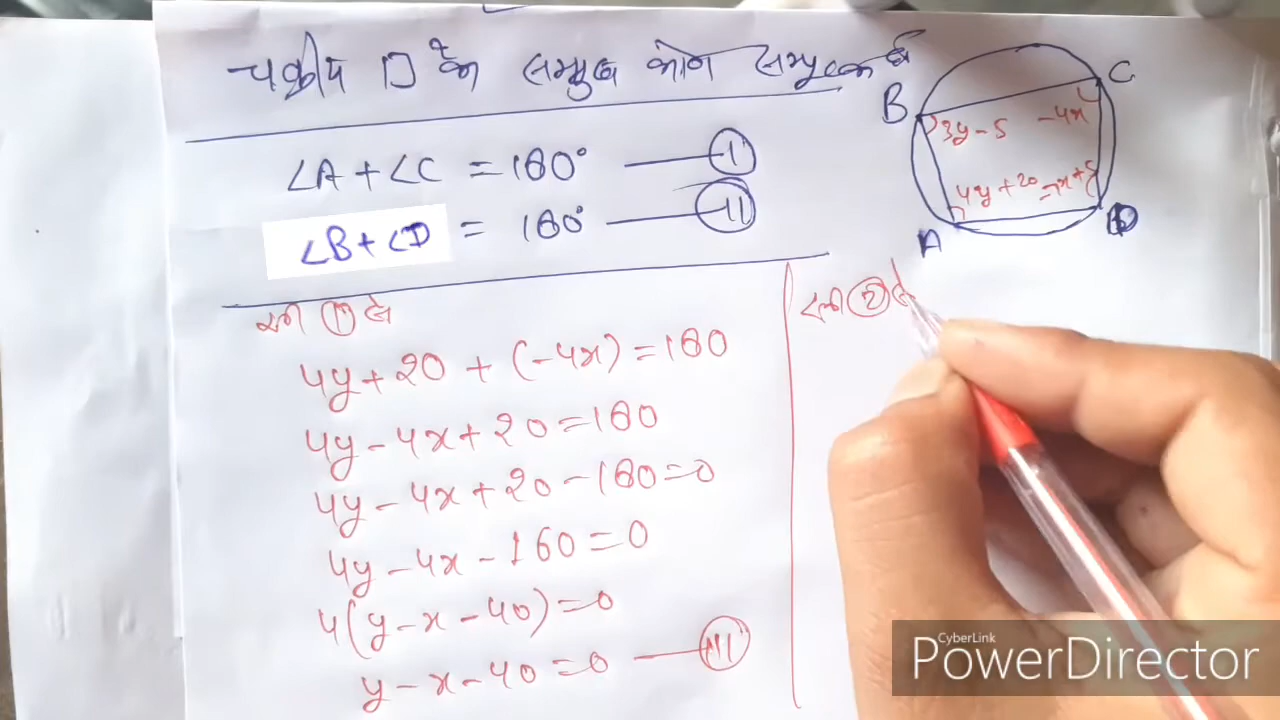 चक्रीय □ के सम्मुख कोण सम्पूरक
∠A + ∠C = 180° — I
∠B + ∠D = 180° — II
B
C
3y - 5
-4x
4y + 20
-7x + 5
A
D
समी ① से
4y + 20 + (-4x) = 180
4y - 4x + 20 = 180
4y - 4x + 20 - 180 = 0
4y - 4x - 160 = 0
4(y - x - 40) = 0
y - x - 40 = 0 — III
समी ② से
CyberLink
PowerDirector